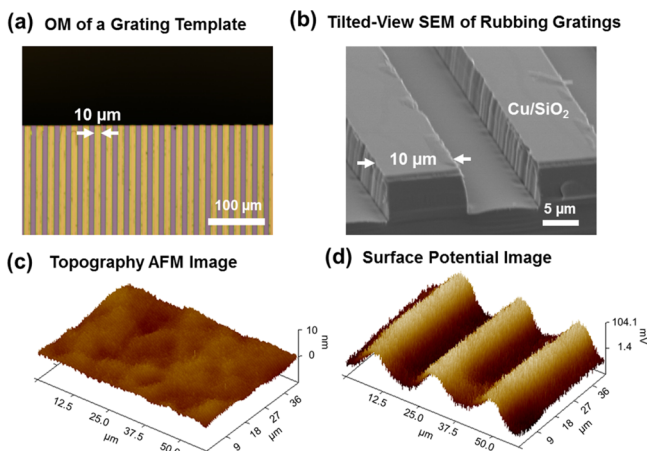 (a) OM of a Grating Template
10 µm
100 µm
(b) Tilted-View SEM of Rubbing Gratings
Cu/SiO₂
10 µm
5 µm
(c) Topography AFM Image
10
0
nm
12.5
25.0
37.5
50.0
µm
9
18
27
36
µm
(d) Surface Potential Image
104.1
1.4
mV
12.5
25.0
37.5
50.0
µm
9
18
27
36
µm